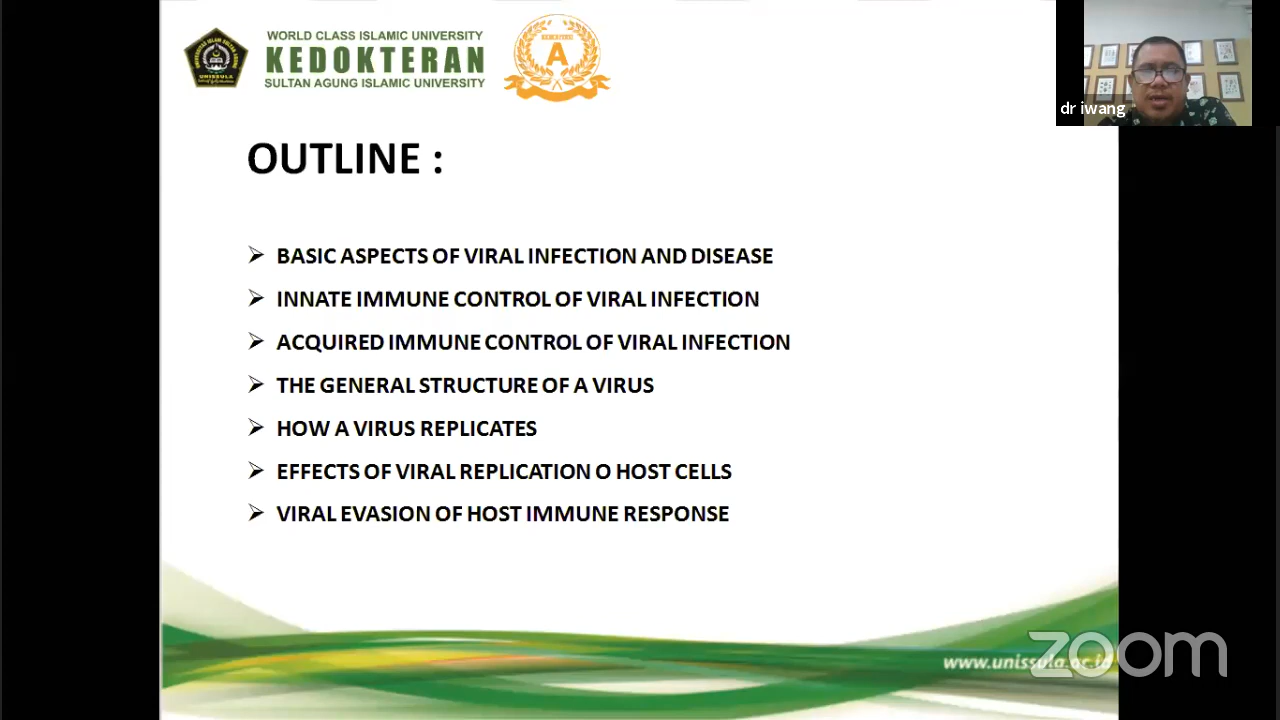 WORLD CLASS ISLAMIC UNIVERSITY
KEDOKTERAN
SULTAN AGUNG ISLAMIC UNIVERSITY
UNISSULA
A
dr iwang
OUTLINE :
BASIC ASPECTS OF VIRAL INFECTION AND DISEASE
INNATE IMMUNE CONTROL OF VIRAL INFECTION
ACQUIRED IMMUNE CONTROL OF VIRAL INFECTION
THE GENERAL STRUCTURE OF A VIRUS
HOW A VIRUS REPLICATES
EFFECTS OF VIRAL REPLICATION O HOST CELLS
VIRAL EVASION OF HOST IMMUNE RESPONSE
www.unissula.ac.id
zoom